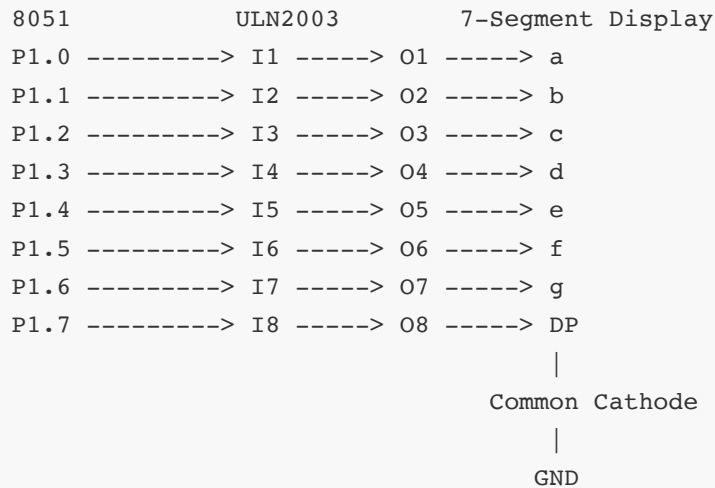 8051 ULN2003 7-Segment Display
P1.0 ---------> I1 -----> O1 -----> a
P1.1 ---------> I2 -----> O2 -----> b
P1.2 ---------> I3 -----> O3 -----> c
P1.3 ---------> I4 -----> O4 -----> d
P1.4 ---------> I5 -----> O5 -----> e
P1.5 ---------> I6 -----> O6 -----> f
P1.6 ---------> I7 -----> O7 -----> g
P1.7 ---------> I8 -----> O8 -----> DP
|
Common Cathode
|
GND